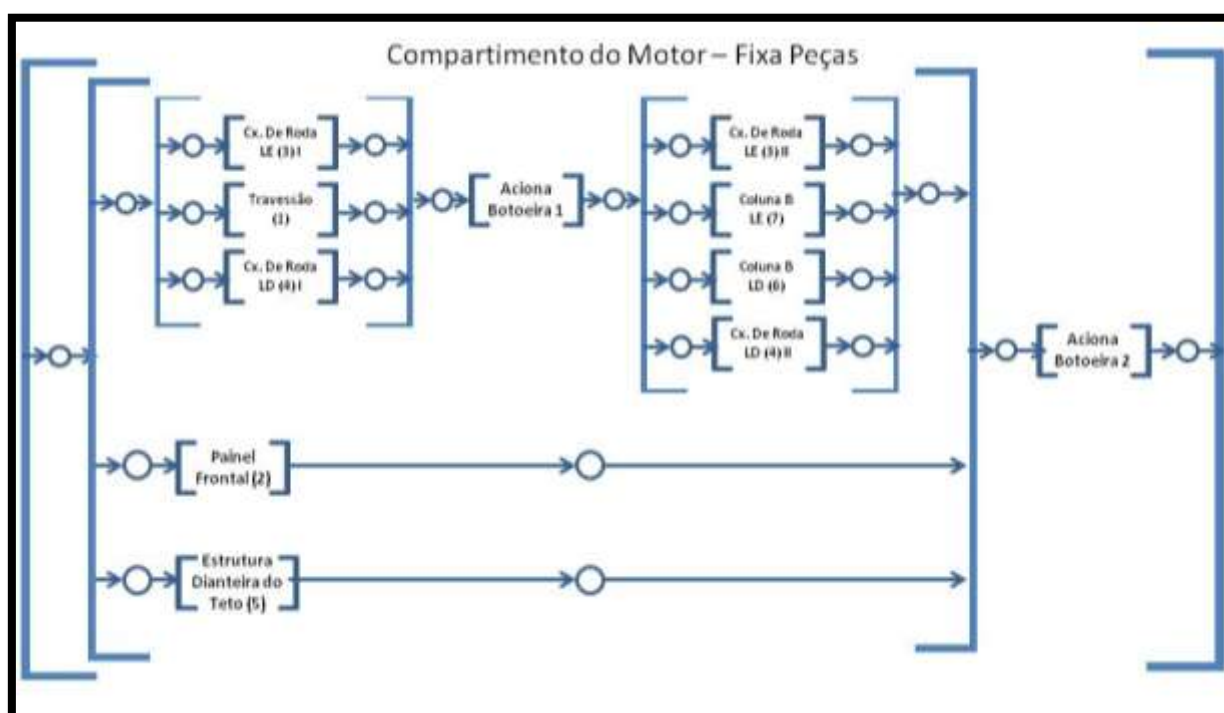 Compartimento do Motor – Fixa Peças
Cx. De Roda
LE (3) I
Travessão
(1)
Cx. De Roda
LD (4) I
Aciona
Botoeira 1
Cx. De Roda
LE (3) II
Coluna B
LE (7)
Coluna B
LD (6)
Cx. De Roda
LD (4) II
Aciona
Botoeira 2
Painel
Frontal (2)
Estrutura
Dianteira do
Teto (5)